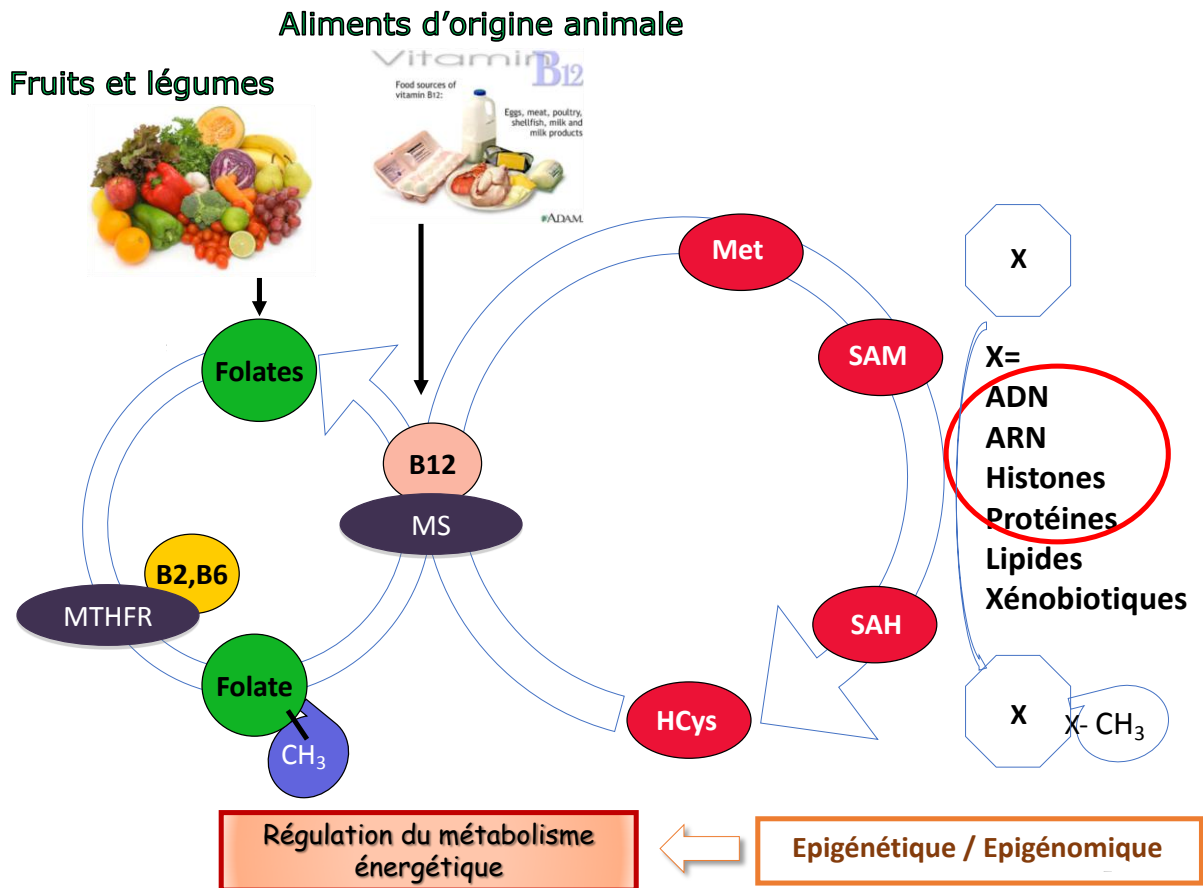 Aliments d'origine animale
Fruits et légumes
Vitamin
B12
Food sources of
vitamin B12:
Eggs, meat, poultry,
shellfish, milk and
milk products
ADAM
Met
X
SAM
X=
ADN
ARN
Histones
Protéines
Lipides
Xénobiotiques
Folates
B12
MS
B2,B6
MTHFR
SAH
Folate
CH₃
HCys
X
X- CH₃
Régulation du métabolisme
énergétique
Epigénétique / Epigénomique